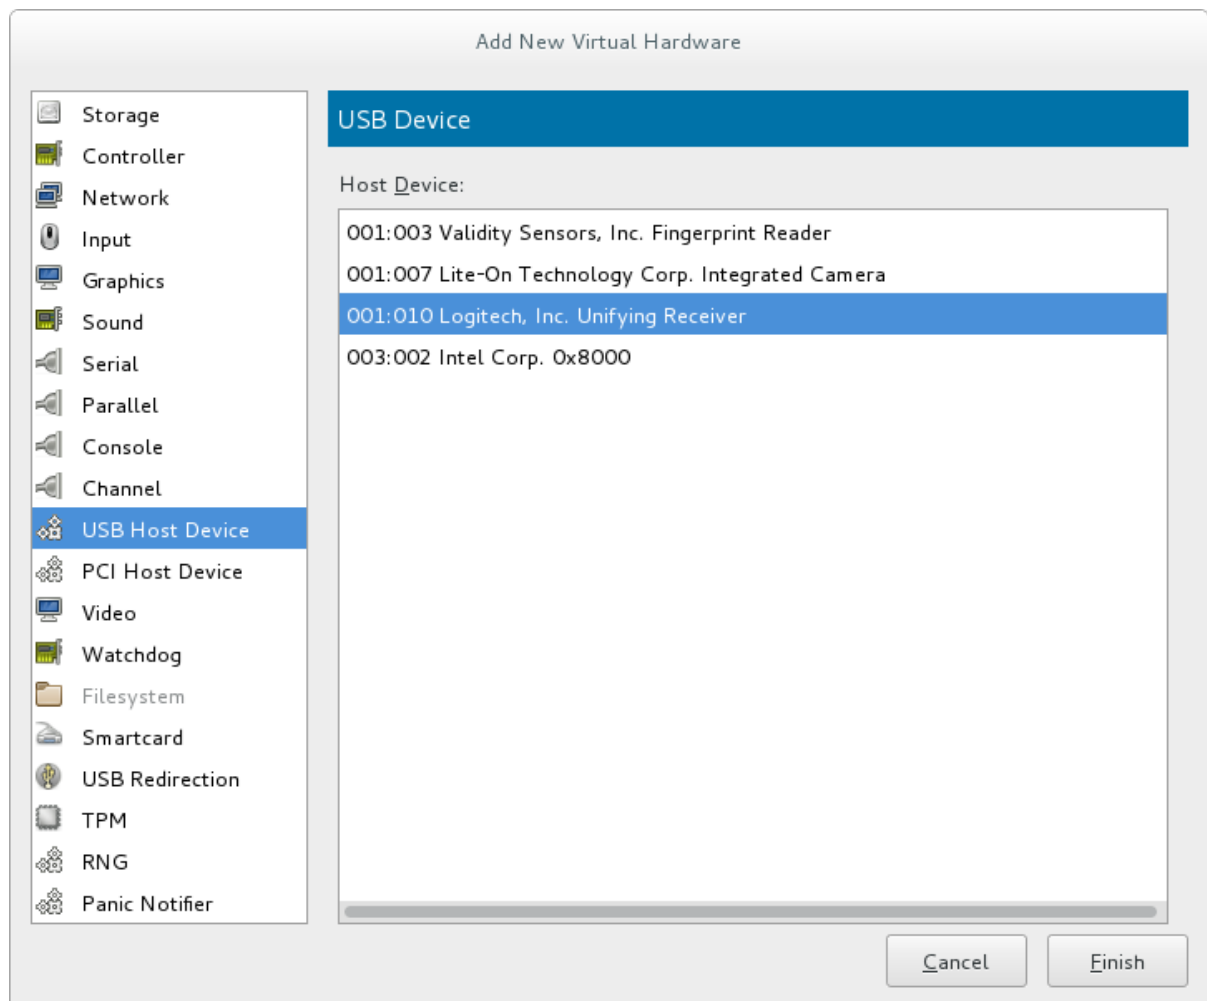 Add New Virtual Hardware
Storage
Controller
Network
Input
Graphics
Sound
Serial
Parallel
Console
Channel
USB Host Device
PCI Host Device
Video
Watchdog
Filesystem
Smartcard
USB Redirection
TPM
RNG
Panic Notifier
USB Device
Host Device:
001:003 Validity Sensors, Inc. Fingerprint Reader
001:007 Lite-On Technology Corp. Integrated Camera
001:010 Logitech, Inc. Unifying Receiver
003:002 Intel Corp. 0x8000
Cancel
Finish